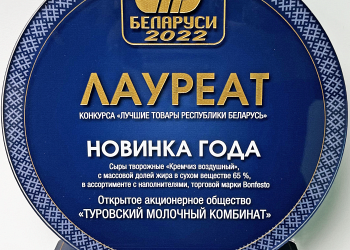 БЕЛАРУСИ
2022
ЛАУРЕАТ
КОНКУРСА «ЛУЧШИЕ ТОВАРЫ РЕСПУБЛИКИ БЕЛАРУСЬ»
НОВИНКА ГОДА
Сыры творожные «Кремчиз воздушный»,
с массовой долей жира в сухом веществе 65 %,
в ассортименте с наполнителями, торговой марки Bonfesto
Открытое акционерное общество
«ТУРОВСКИЙ МОЛОЧНЫЙ КОМБИНАТ»